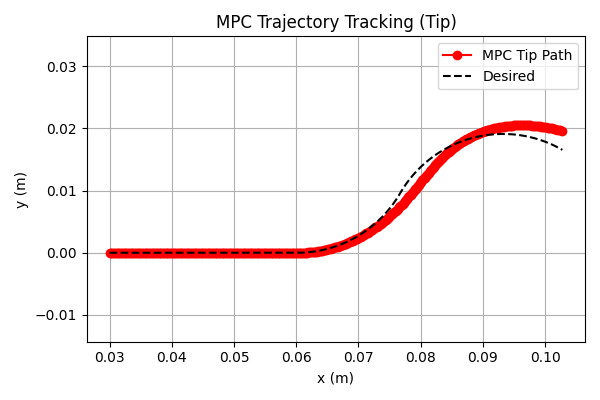 MPC Trajectory Tracking (Tip)
MPC Tip Path
Desired
0.03
0.02
0.01
0.00
−0.01
y (m)
0.03 0.04 0.05 0.06 0.07 0.08 0.09 0.10
x (m)